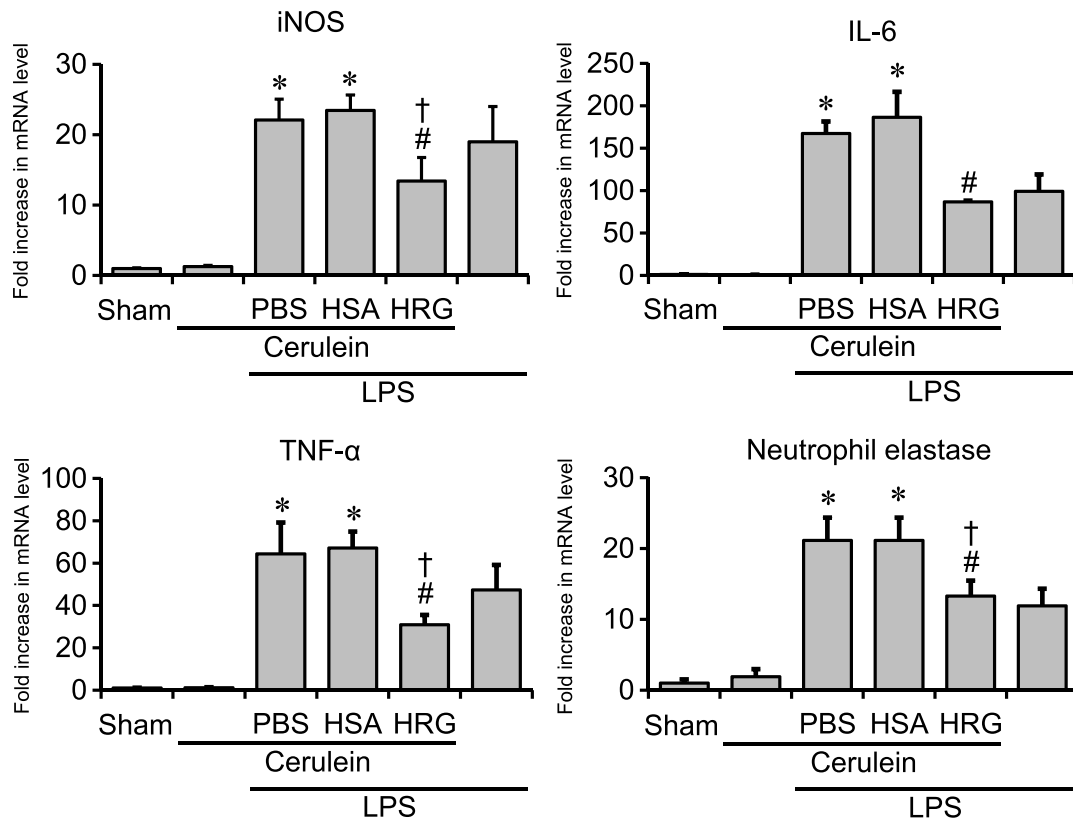 iNOS
Fold increase in mRNA level
30
20
10
0
* * † #
Sham PBS HSA HRG
Cerulein
LPS
IL-6
Fold increase in mRNA level
250
200
150
100
50
0
* * #
Sham PBS HSA HRG
Cerulein
LPS
TNF-α
Fold increase in mRNA level
100
80
60
40
20
0
* * † #
Sham PBS HSA HRG
Cerulein
LPS
Neutrophil elastase
Fold increase in mRNA level
30
20
10
0
* * † #
Sham PBS HSA HRG
Cerulein
LPS